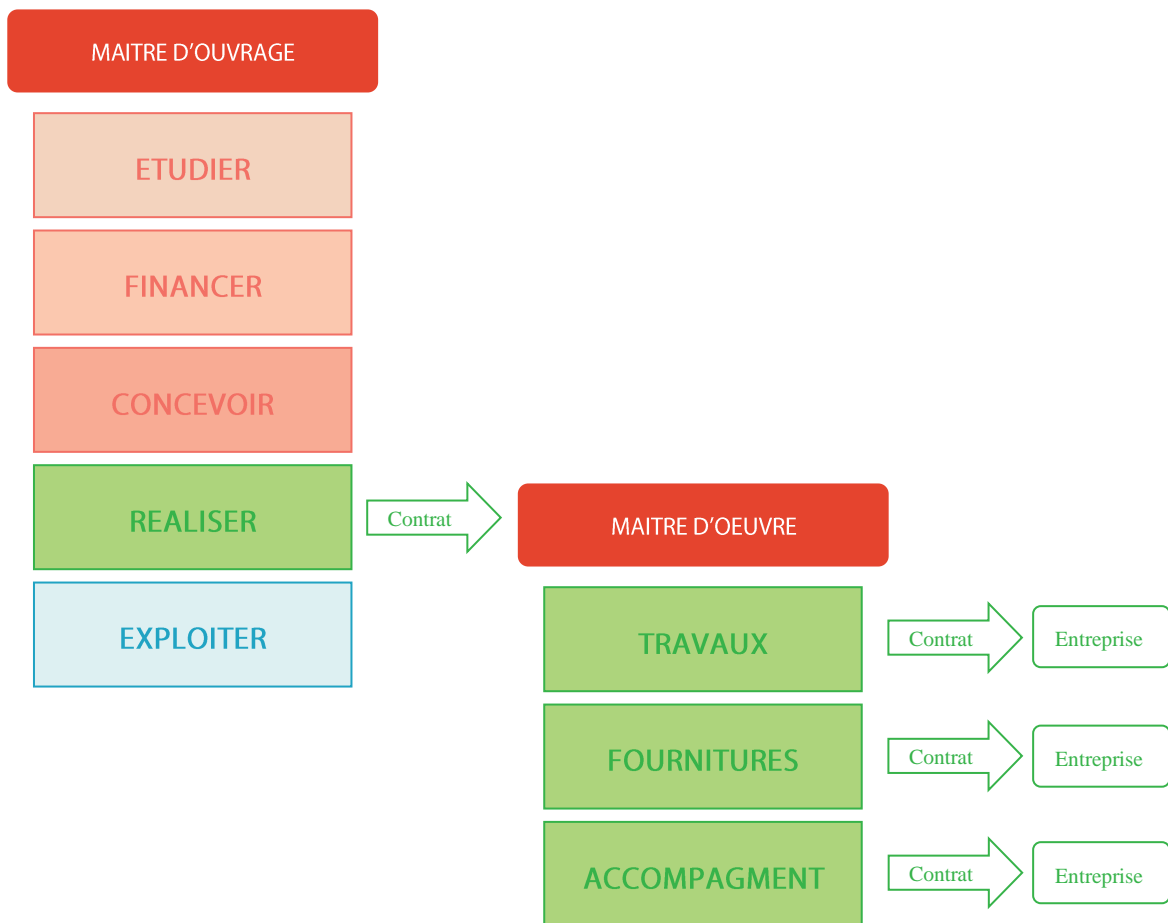 MAITRE D’OUVRAGE
ETUDIER
FINANCER
CONCEVOIR
REALISER
Contrat
MAITRE D’OEUVRE
EXPLOITER
TRAVAUX
Contrat
Entreprise
FOURNITURES
Contrat
Entreprise
ACCOMPAGMENT
Contrat
Entreprise